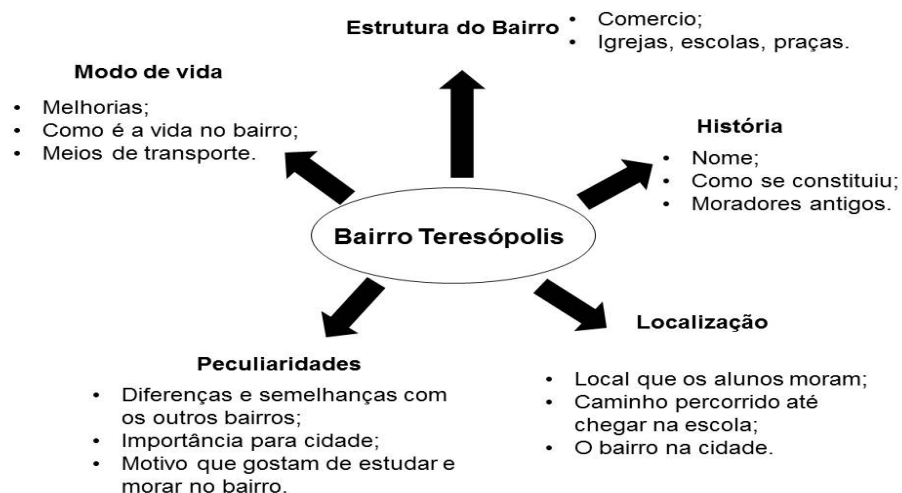 Estrutura do Bairro
• Comercio;
• Igrejas, escolas, praças.
Modo de vida
• Melhorias;
• Como é a vida no bairro;
• Meios de transporte.
História
• Nome;
• Como se constituiu;
• Moradores antigos.
Bairro Teresópolis
Localização
• Local que os alunos moram;
• Caminho percorrido até
chegar na escola;
• O bairro na cidade.
Peculiaridades
• Diferenças e semelhanças com
os outros bairros;
• Importância para cidade;
• Motivo que gostam de estudar e
morar no bairro.